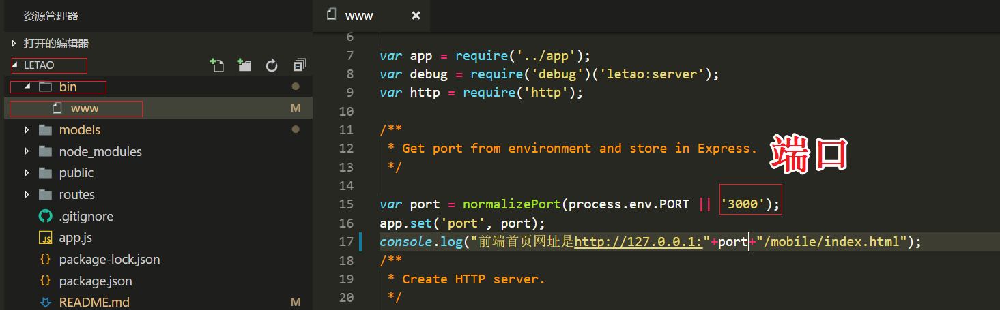 资源管理器
打开的编辑器
LETAO
bin
www M
models
node_modules
public
routes
.gitignore
JS app.js
{} package-lock.json
{} package.json
README.md M
www
6
7 var app = require('../app');
8 var debug = require('debug')('letao:server');
9 var http = require('http');
10
11 /**
12 * Get port from environment and store in Express.
13 */
端口
14
15 var port = normalizePort(process.env.PORT || '3000');
16 app.set('port', port);
17 console.log("前端首页网址是http://127.0.0.1:"+port+"/mobile/index.html");
18 /**
19 * Create HTTP server.
20 */